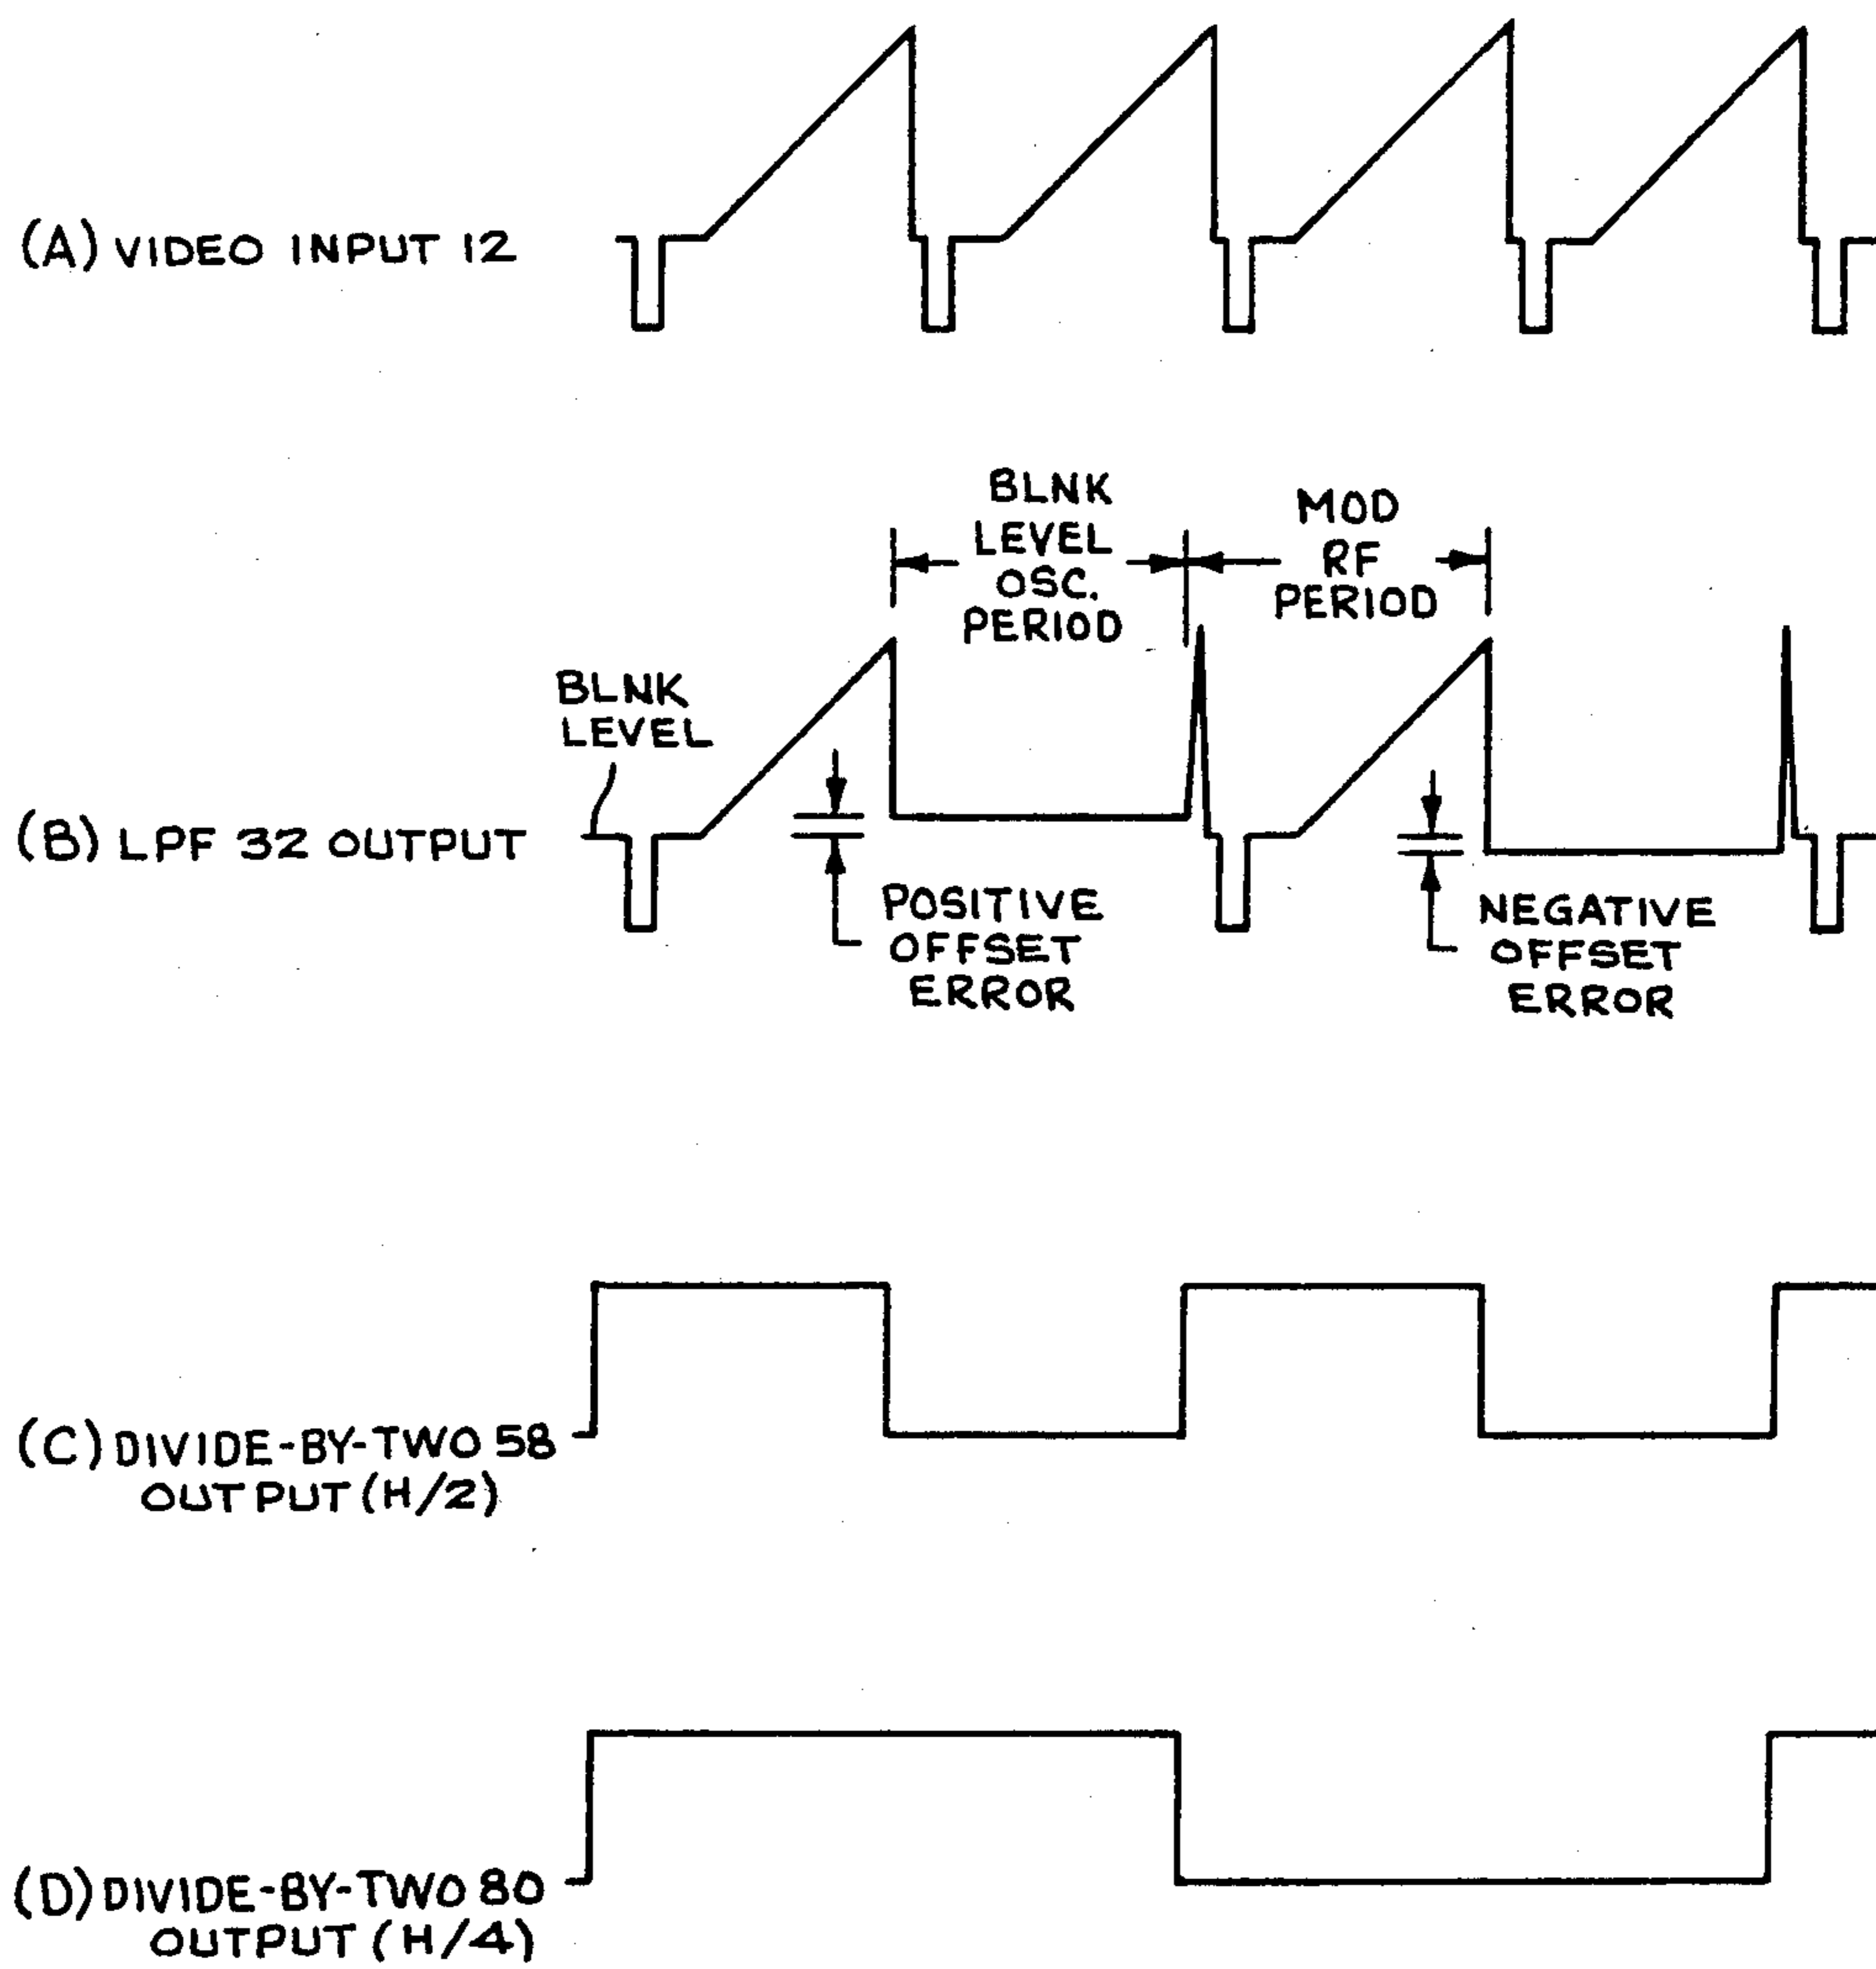 (A) VIDEO INPUT 12
BLNK
LEVEL
OSC.
PERIOD
MOD
RF
PERIOD
BLNK
LEVEL
(B) LPF 32 OUTPUT
POSITIVE
OFFSET
ERROR
NEGATIVE
OFFSET
ERROR
(C) DIVIDE-BY-TWO 58
OUTPUT (H/2)
(D) DIVIDE-BY-TWO 80
OUTPUT (H/4)